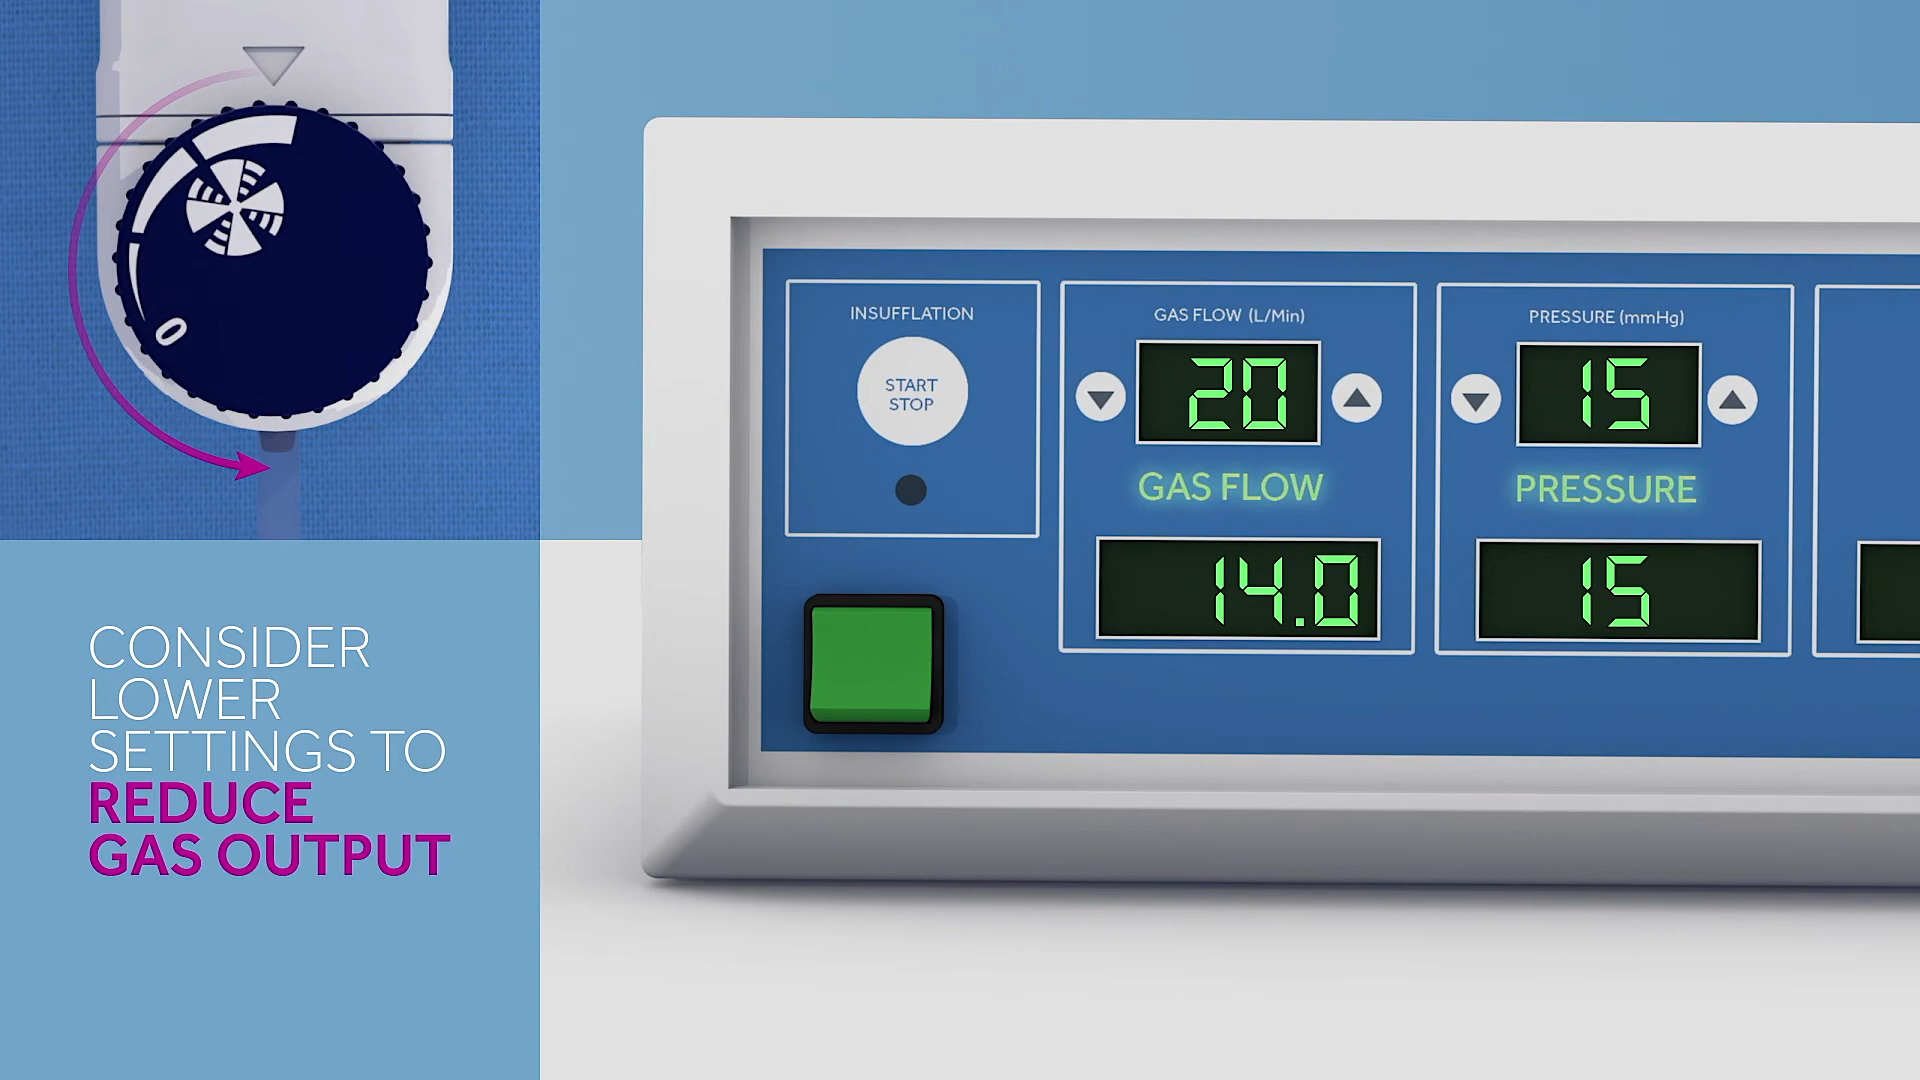 0
CONSIDER
LOWER
SETTINGS TO
REDUCE
GAS OUTPUT
INSUFFLATION
START
STOP
GAS FLOW (L/Min)
20
GAS FLOW
14.0
PRESSURE (mmHg)
15
PRESSURE
15